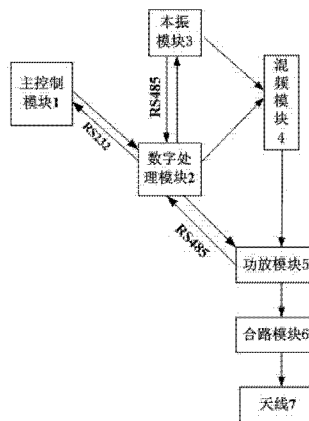 本振
模块3
主控制
模块1
RS485
混
频
模
块
4
RS232
数字处
理模块2
RS485
功放模块5
合路模块6
天线7